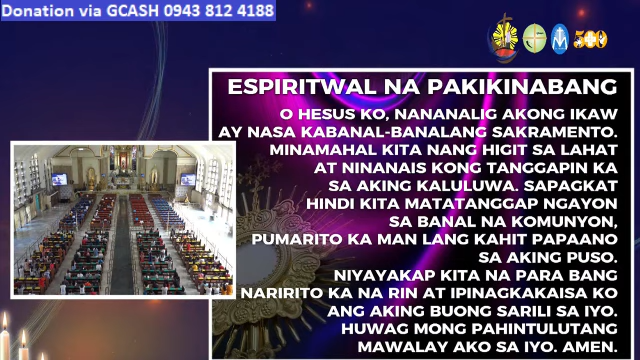 Donation via GCASH 0943 812 4188
500
ESPIRITWAL NA PAKIKINABANG
O HESUS KO, NANANALIG AKONG IKAW
AY NASA KABANAL-BANALANG SAKRAMENTO.
MINAMAHAL KITA NANG HIGIT SA LAHAT
AT NINANAIS KONG TANGGAPIN KA
SA AKING KALULUWA. SAPAGKAT
HINDI KITA MATATANGGAP NGAYON
SA BANAL NA KOMUNYON,
PUMARITO KA MAN LANG KAHIT PAPAANO
SA AKING PUSO.
NIYAYAKAP KITA NA PARA BANG
NARIRITO KA NA RIN AT IPINAGKAKAISA KO
ANG AKING BUONG SARILI SA IYO.
HUWAG MONG PAHINTULUTANG
MAWALAY AKO SA IYO. AMEN.